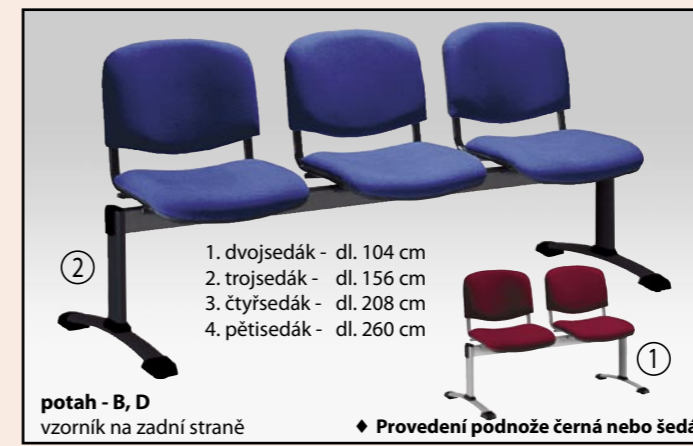 1. dvojsedák - dl. 104 cm
2. trojsedák - dl. 156 cm
3. čtyřsedák - dl. 208 cm
4. pětisedák - dl. 260 cm
②
①
potah - B, D
vzorník na zadní straně
♦ Provedení podnože černá nebo šedá